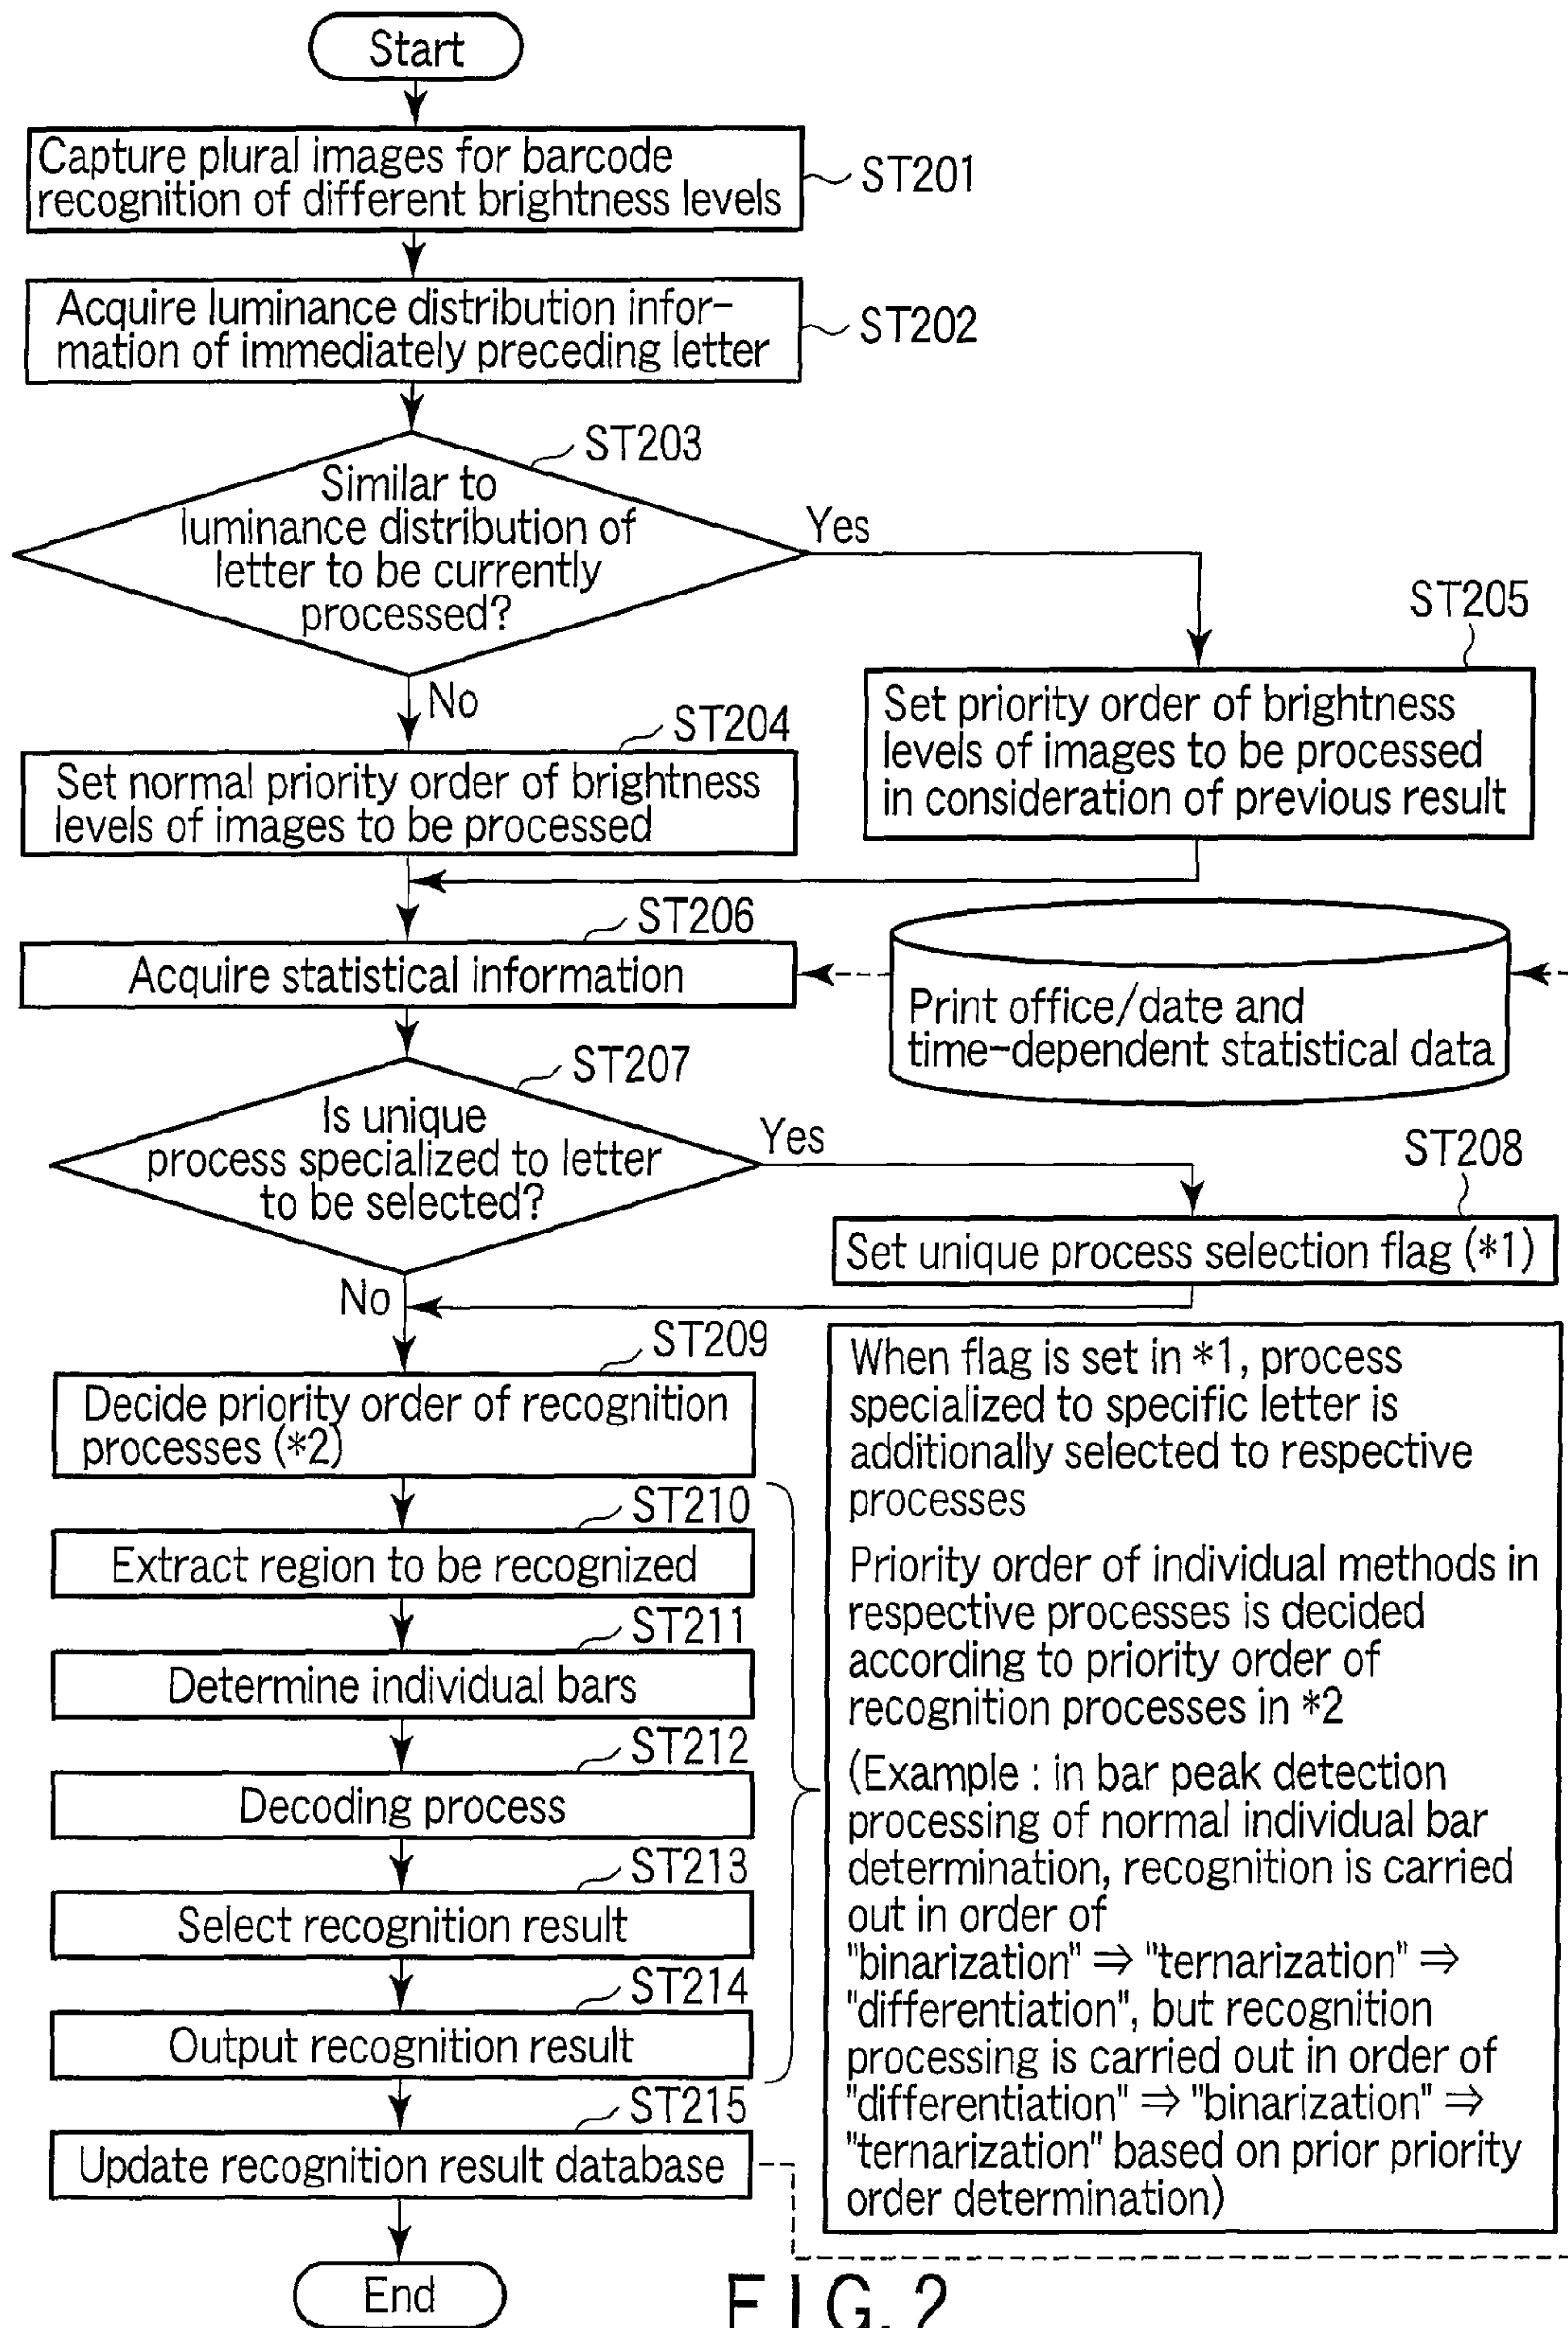 Start
Capture plural images for barcode
recognition of different brightness levels
ST201
Acquire luminance distribution infor-
mation of immediately preceding letter
ST202
ST203
Similar to
luminance distribution of
letter to be currently
processed?
Yes
No
ST205
Set priority order of brightness
levels of images to be processed
in consideration of previous result
ST204
Set normal priority order of brightness
levels of images to be processed
ST206
Acquire statistical information
Print office/date and
time-dependent statistical data
ST207
Is unique
process specialized to letter
to be selected?
Yes
ST208
Set unique process selection flag (*1)
No
ST209
Decide priority order of recognition
processes (*2)
ST210
Extract region to be recognized
ST211
Determine individual bars
ST212
Decoding process
ST213
Select recognition result
ST214
Output recognition result
ST215
Update recognition result database
End
When flag is set in *1, process
specialized to specific letter is
additionally selected to respective
processes
Priority order of individual methods in
respective processes is decided
according to priority order of
recognition processes in *2
(Example : in bar peak detection
processing of normal individual bar
determination, recognition is carried
out in order of
"binarization" ⇒ "ternarization" ⇒
"differentiation", but recognition
processing is carried out in order of
"differentiation" ⇒ "binarization" ⇒
"ternarization" based on prior priority
order determination)
FIG. 2